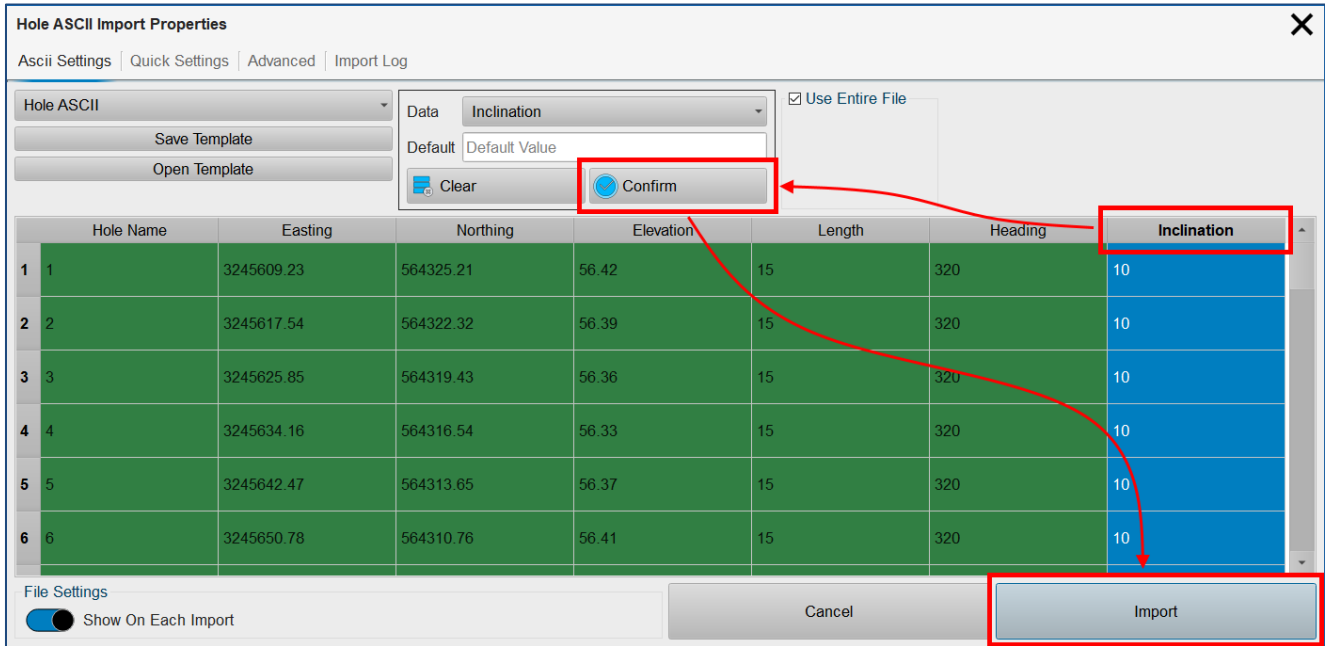 Hole ASCII Import Properties
Ascii Settings Quick Settings Advanced Import Log
Hole ASCII
Save Template
Open Template
Data Inclination
Default Default Value
Clear Confirm
Use Entire File
Hole Name Easting Northing Elevation Length Heading Inclination
1 1 3245609.23 564325.21 56.42 15 320 10
2 2 3245617.54 564322.32 56.39 15 320 10
3 3 3245625.85 564319.43 56.36 15 320 10
4 4 3245634.16 564316.54 56.33 15 320 10
5 5 3245642.47 564313.65 56.37 15 320 10
6 6 3245650.78 564310.76 56.41 15 320 10
File Settings
Show On Each Import
Cancel
Import